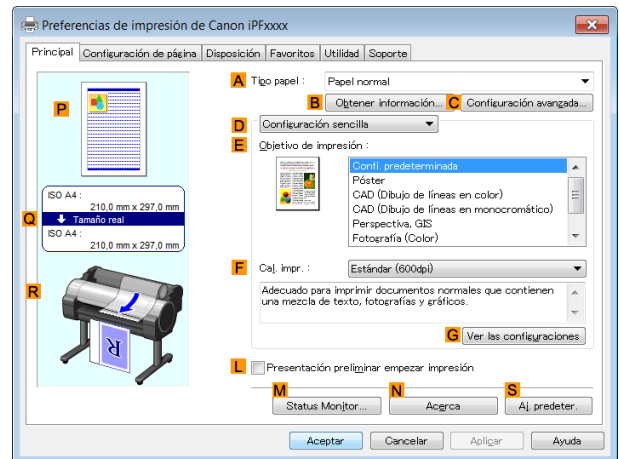 Preferencias de impresión de Canon iPFxxxx
Principal Configuración de página Disposición Favoritos Utilidad Soporte
P
ISO A4 :
210,0 mm x 297,0 mm
Q Tamaño real
ISO A4 :
210,0 mm x 297,0 mm
R
R
A Tipo papel : Papel normal
B Obtener información... C Configuración avanzada...
D Configuración sencilla
E Objetivo de impresión :
Confi. predeterminada
Póster
CAD (Dibujo de líneas en color)
CAD (Dibujo de líneas en monocromático)
Perspectiva, GIS
Fotografía (Color)
F Cal. impr. : Estándar (600dpi)
Adecuado para imprimir documentos normales que contienen
una mezcla de texto, fotografías y gráficos.
G Ver las configuraciones
L Presentación preliminar empezar impresión
M N S
Status Monitor... Acerca Aj. predeter.
Aceptar Cancelar Aplicar Ayuda